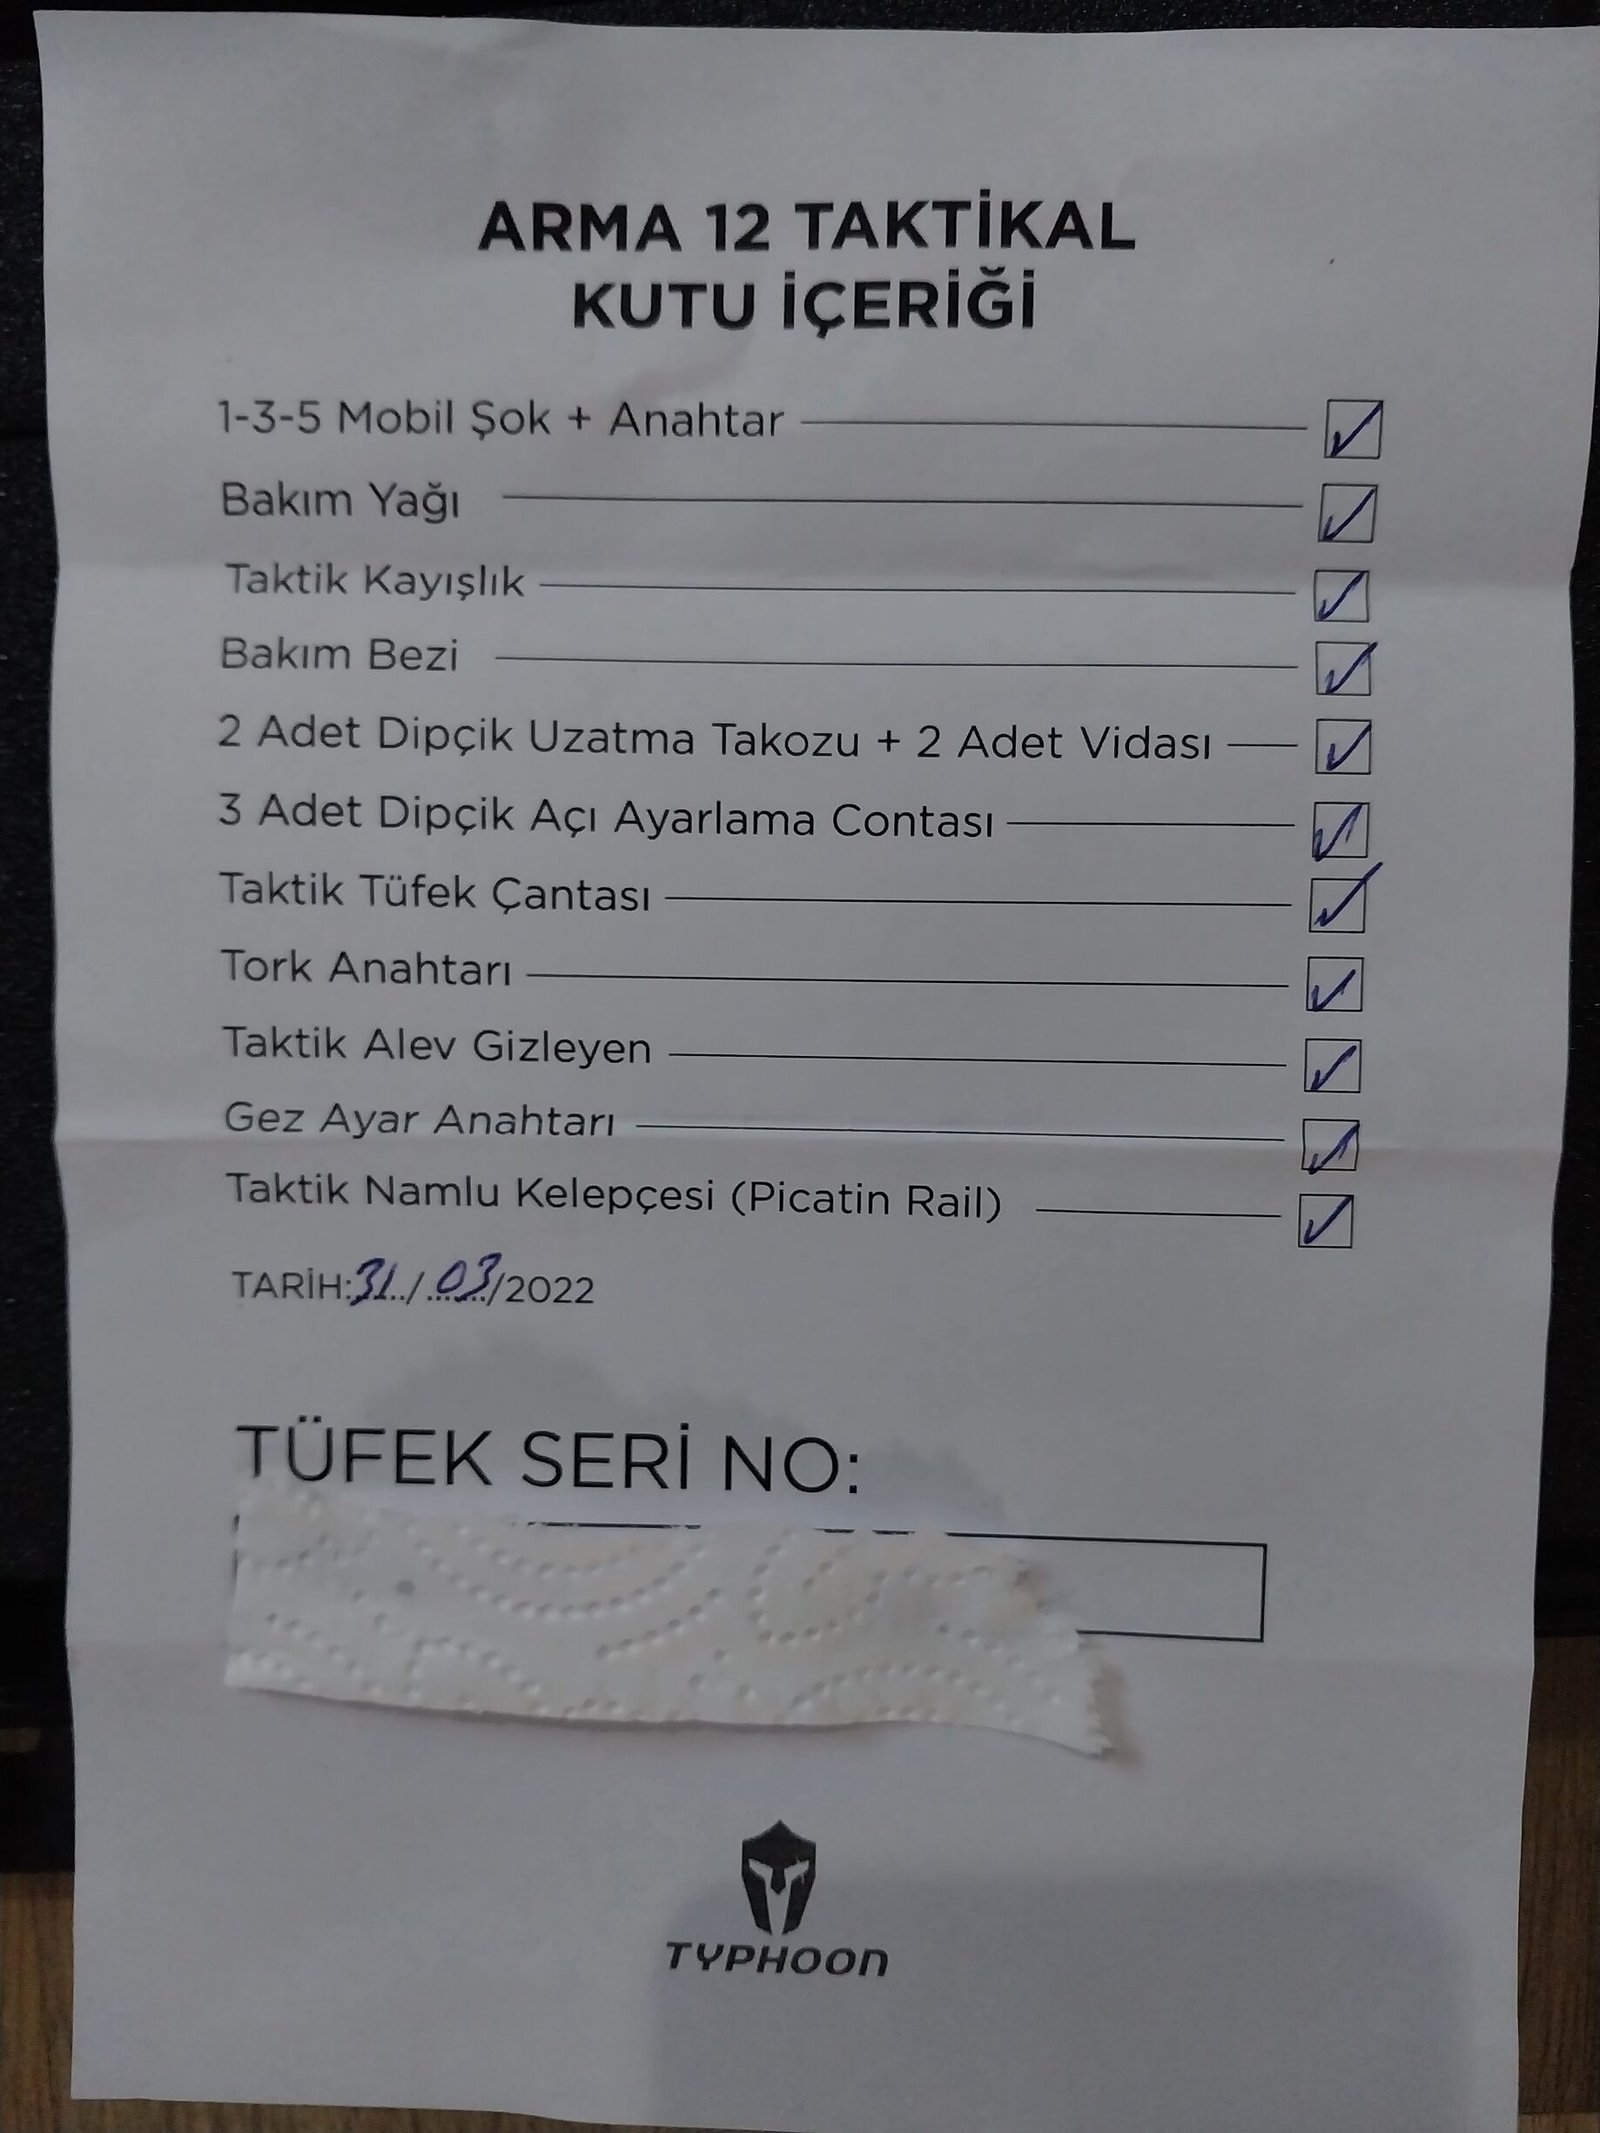 ARMA 12 TAKTİKAL
KUTU İÇERİĞİ
1-3-5 Mobil Şok + Anahtar
Bakım Yağı
Taktik Kayışlık
Bakım Bezi
2 Adet Dipçik Uzatma Takozu + 2 Adet Vidası
3 Adet Dipçik Açı Ayarlama Contası
Taktik Tüfek Çantası
Tork Anahtarı
Taktik Alev Gizleyen
Gez Ayar Anahtarı
Taktik Namlu Kelepçesi (Picatin Rail)
TARİH:31../.03/2022
TÜFEK SERİ NO:
TYPHOON